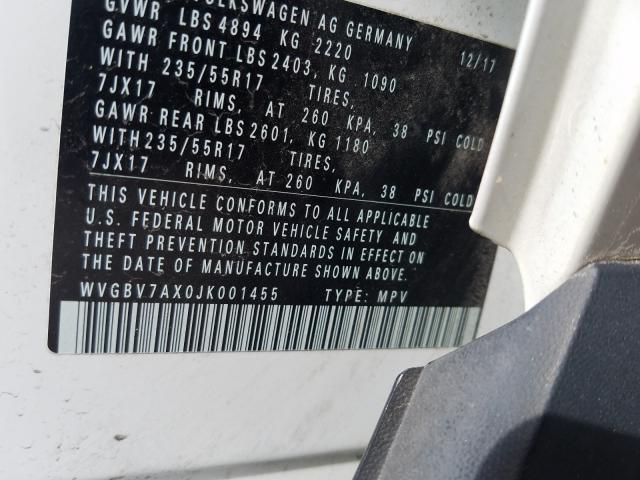 AG GERMANY
GVWR LBS 4894 KG 2220 12/17
GAWR FRONT LBS 2403, KG 1090
WITH 235/55R17 TIRES,
7JX17 RIMS, AT 260 KPA, 38 PSI COLD
GAWR REAR LBS 2601, KG 1180
WITH 235/55R17 TIRES,
7JX17 RIMS, AT 260 KPA, 38 PSI COLD
THIS VEHICLE CONFORMS TO ALL APPLICABLE
U.S. FEDERAL MOTOR VEHICLE SAFETY AND
THEFT PREVENTION STANDARDS IN EFFECT ON
THE DATE OF MANUFACTURE SHOWN ABOVE.
WVGBV7AX0JK001455 TYPE: MPV